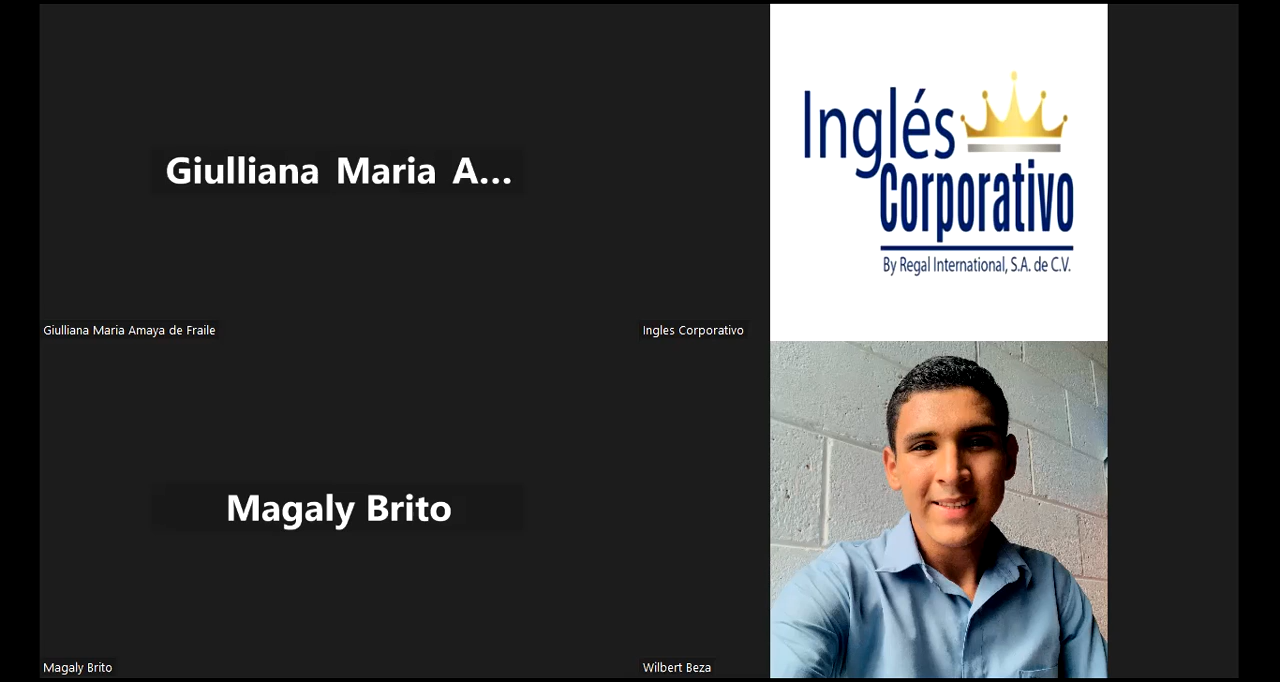 Giulliana Maria A...
Giulliana Maria Amaya de Fraile
Inglés
Corporativo
By Regal International, S.A. de C.V.
Ingles Corporativo
Magaly Brito
Magaly Brito
Wilbert Beza